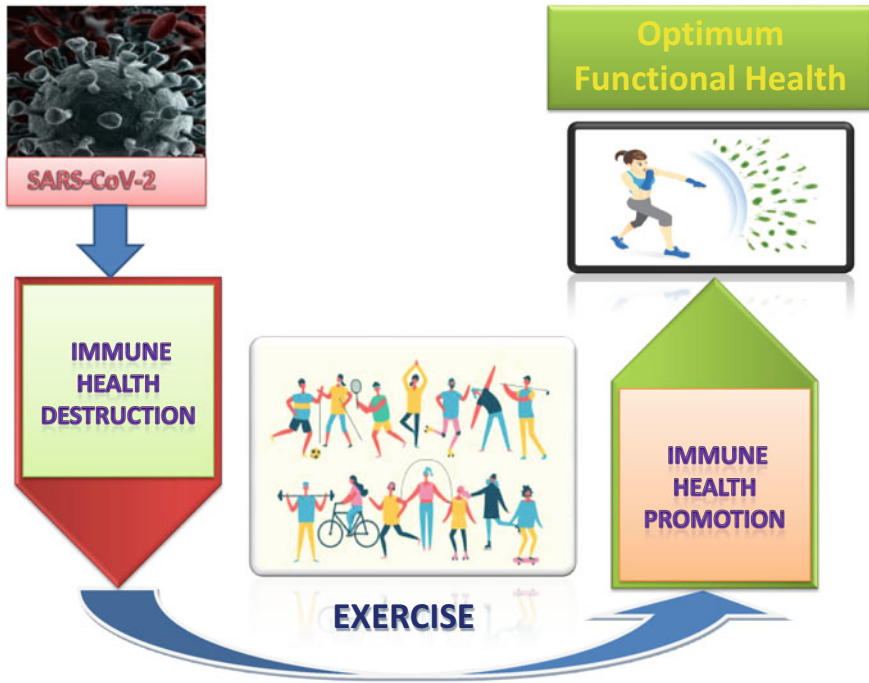 SARS-CoV-2
IMMUNE
HEALTH
DESTRUCTION
EXERCISE
IMMUNE
HEALTH
PROMOTION
Optimum
Functional Health